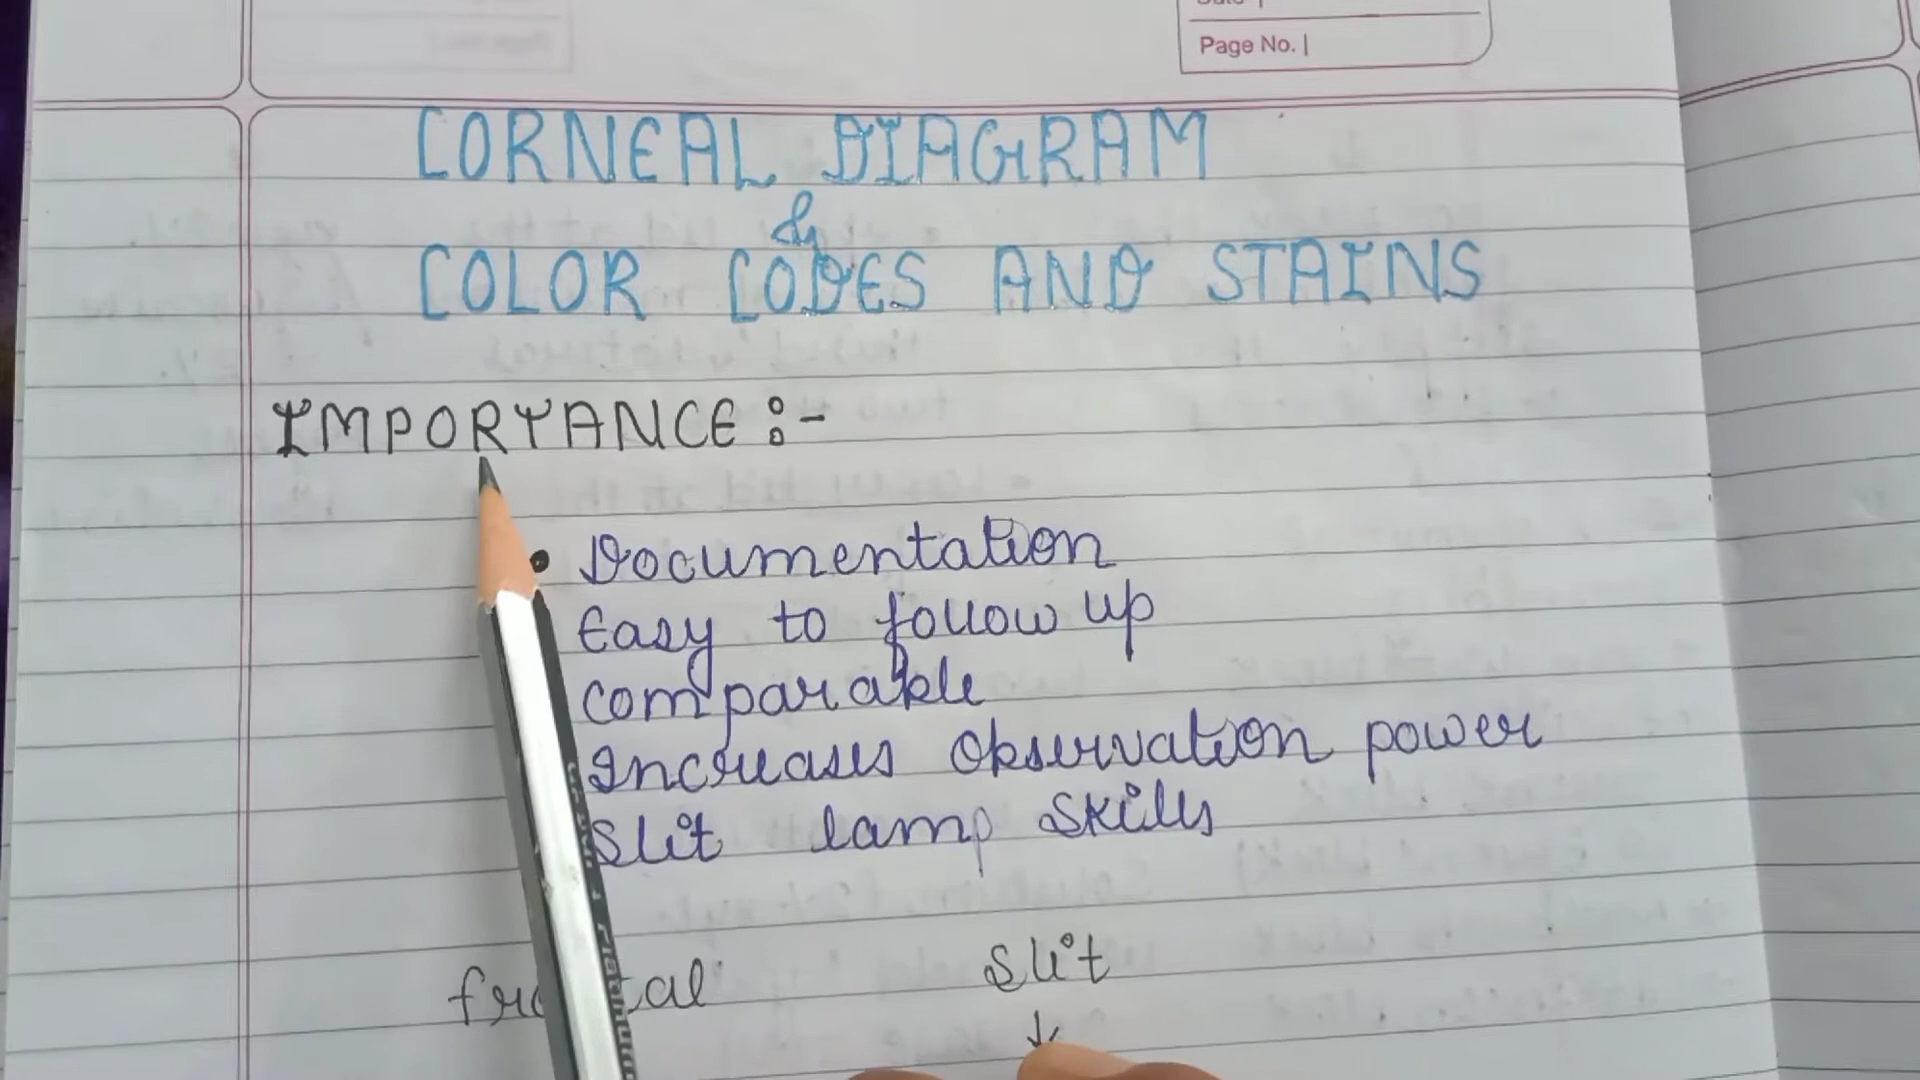 Page No. |
CORNEAL DIAGRAM
&
COLOR CODES AND STAINS
IMPORTANCE :-
• Documentation
Easy to follow up
comparable
Increases Observation power
Slit lamp skills
Slit